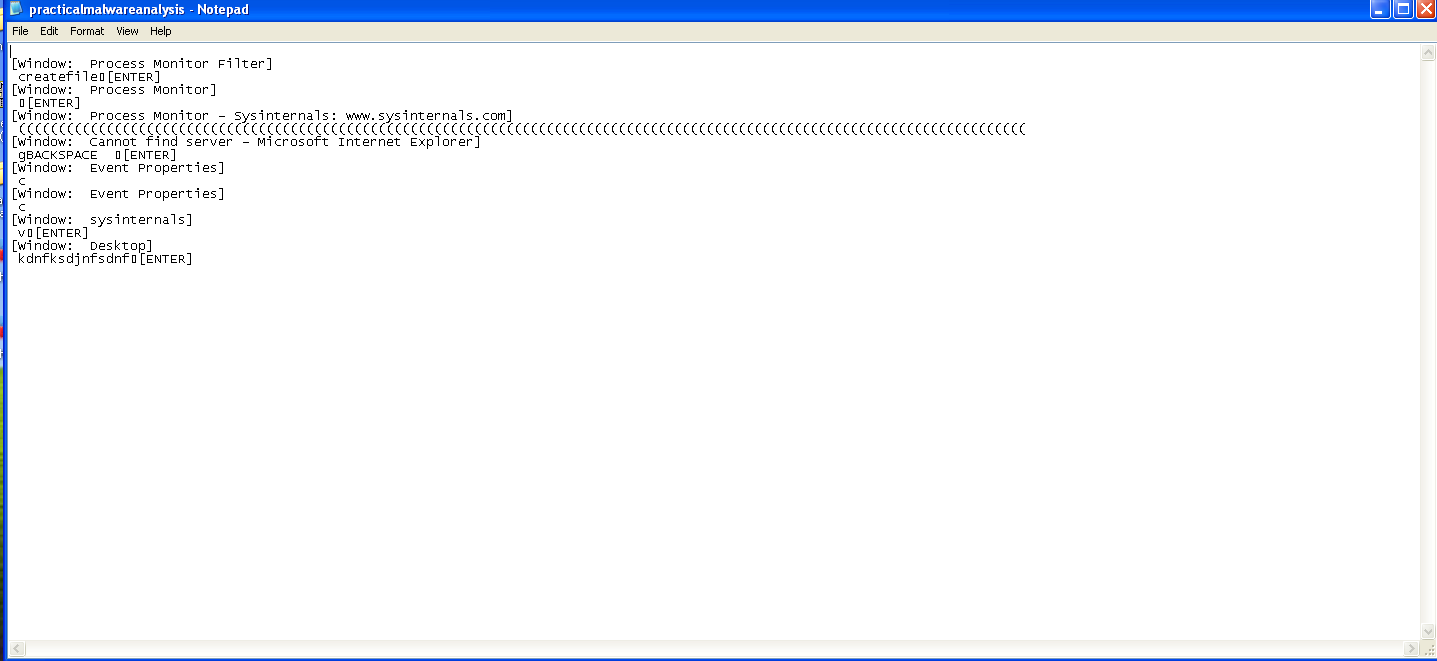 practicalmalwareanalysis - Notepad
File Edit Format View Help
[Window:  Process Monitor Filter]
createfile▯[ENTER]
[Window:  Process Monitor]
▯[ENTER]
[Window:  Process Monitor – Sysinternals: www.sysinternals.com]
((((((((((((((((((((((((((((((((((((((((((((((((((((((((((((((((((((((((((((((((((((((((((((((((((((((((((((((((((((((((((((
[Window:  Cannot find server – Microsoft Internet Explorer]
gBACKSPACE  ▯[ENTER]
[Window:  Event Properties]
c
[Window:  Event Properties]
c
[Window:  sysinternals]
v▯[ENTER]
[Window:  Desktop]
kdnfksdjnfsdnf▯[ENTER]